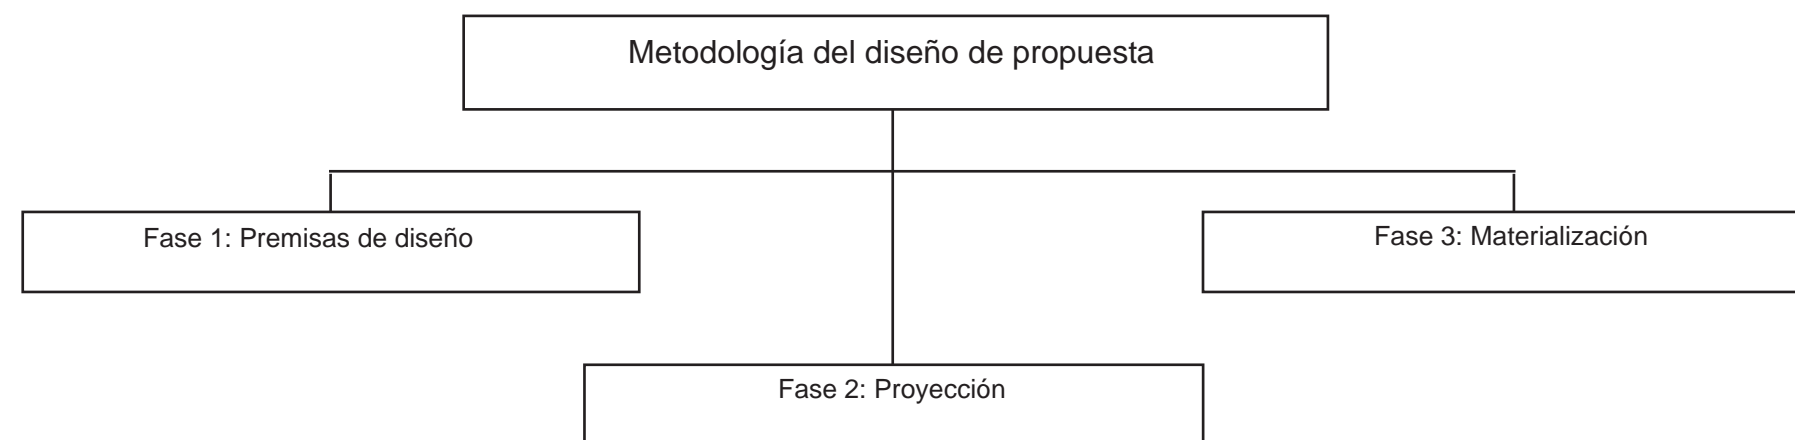 Metodología del diseño de propuesta
Fase 1: Premisas de diseño
Fase 3: Materialización
Fase 2: Proyección